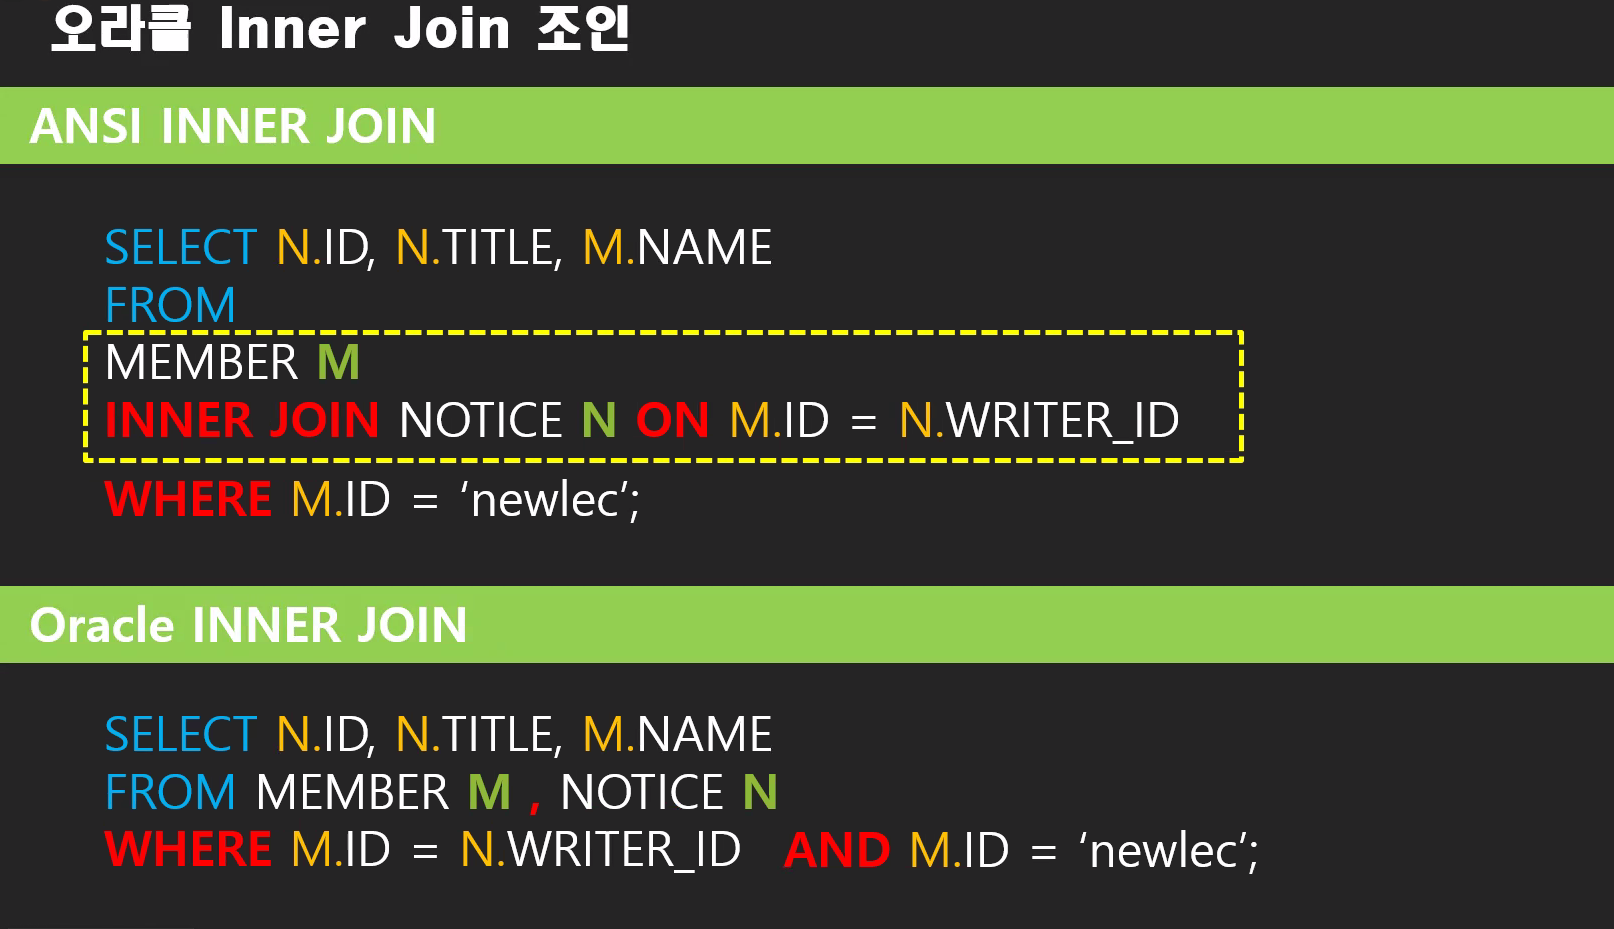 오라클 Inner Join 조인
ANSI INNER JOIN
SELECT N.ID, N.TITLE, M.NAME
FROM
MEMBER M
INNER JOIN NOTICE N ON M.ID = N.WRITER_ID
WHERE M.ID = ‘newlec’;
Oracle INNER JOIN
SELECT N.ID, N.TITLE, M.NAME
FROM MEMBER M , NOTICE N
WHERE M.ID = N.WRITER_ID AND M.ID = ‘newlec’;